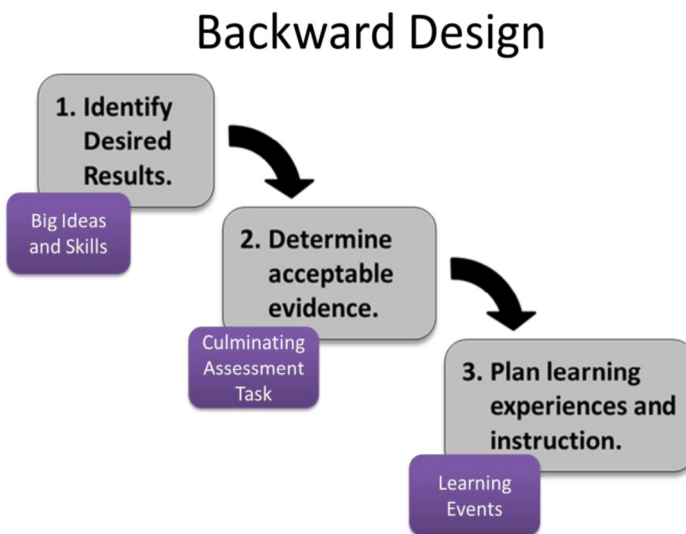 Backward Design
1. Identify
Desired
Results.
Big Ideas
and Skills
2. Determine
acceptable
evidence.
Culminating
Assessment
Task
3. Plan learning
experiences and
instruction.
Learning
Events